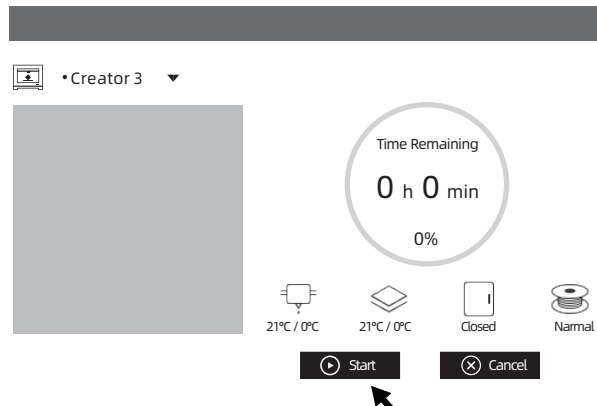 •Creator 3
Time Remaining
0 h 0 min
0%
21℃ / 0℃
21℃ / 0℃
Closed
Narmal
Start
Cancel